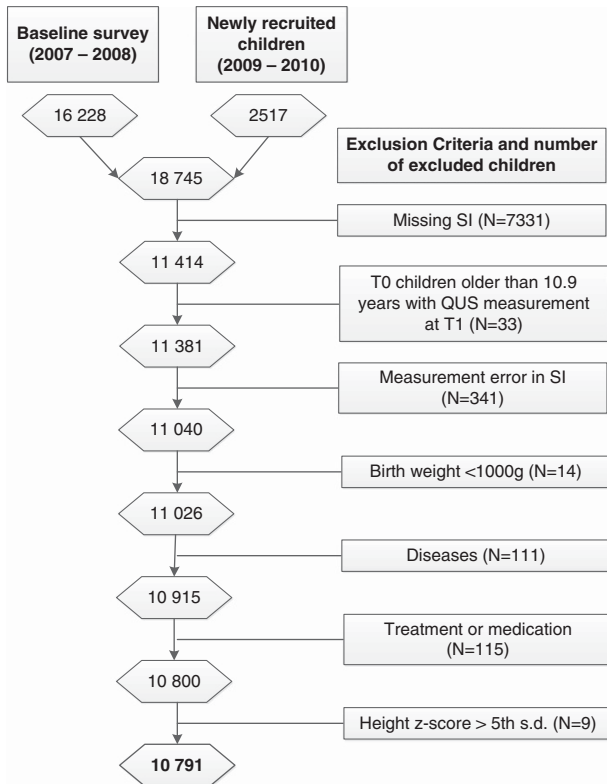 Baseline survey
(2007 – 2008)
Newly recruited
children
(2009 – 2010)
16 228
2517
Exclusion Criteria and number
of excluded children
18 745
Missing SI (N=7331)
11 414
T0 children older than 10.9
years with QUS measurement
at T1 (N=33)
11 381
Measurement error in SI
(N=341)
11 040
Birth weight <1000g (N=14)
11 026
Diseases (N=111)
10 915
Treatment or medication
(N=115)
10 800
Height z-score > 5th s.d. (N=9)
10 791